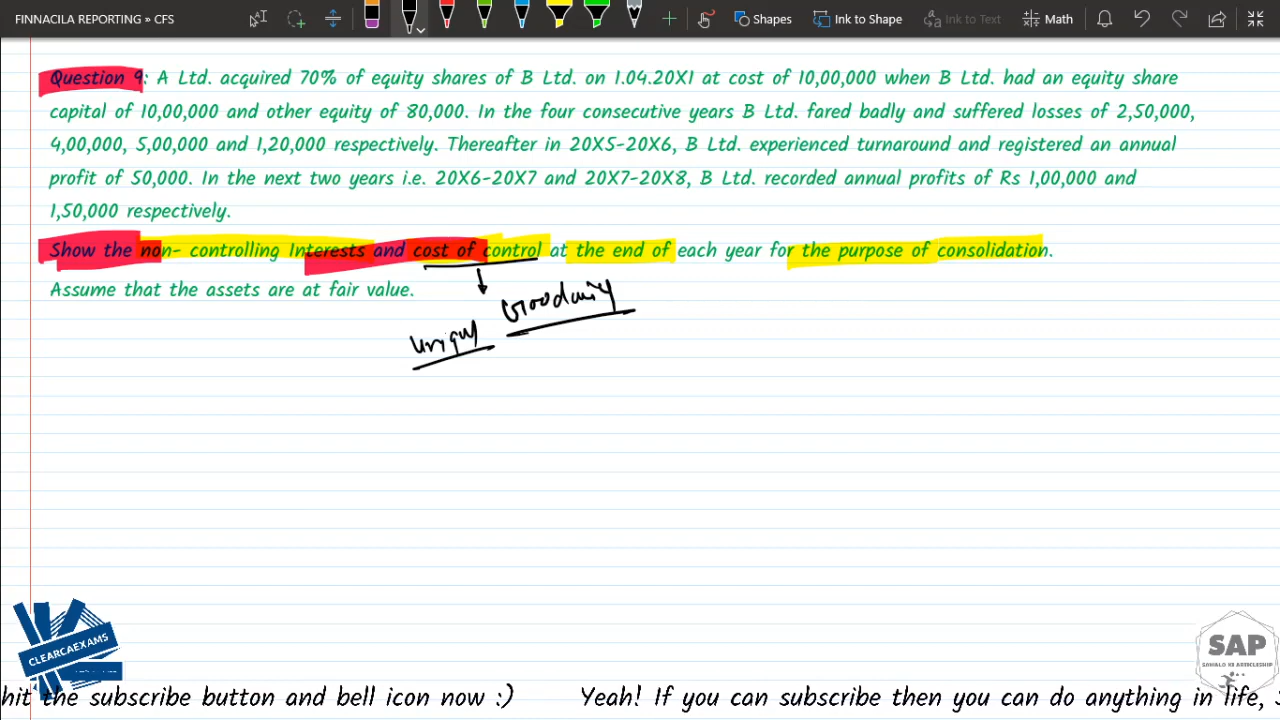 FINNACILA REPORTING » CFS
Shapes
Ink to Shape
Ink to Text
Math
Question 9: A Ltd. acquired 70% of equity shares of B Ltd. on 1.04.20X1 at cost of 10,00,000 when B Ltd. had an equity share
capital of 10,00,000 and other equity of 80,000. In the four consecutive years B Ltd. fared badly and suffered losses of 2,50,000,
4,00,000, 5,00,000 and 1,20,000 respectively. Thereafter in 20X5-20X6, B Ltd. experienced turnaround and registered an annual
profit of 50,000. In the next two years i.e. 20X6-20X7 and 20X7-20X8, B Ltd. recorded annual profits of Rs 1,00,000 and
1,50,000 respectively.
Show the non- controlling Interests and cost of control at the end of each year for the purpose of consolidation.
Assume that the assets are at fair value.
CLEARCAEXAMS
SAP
SAWALO KE ARTICLESHIP
hit the subscribe button and bell icon now :) Yeah! If you can subscribe then you can do anything in life,